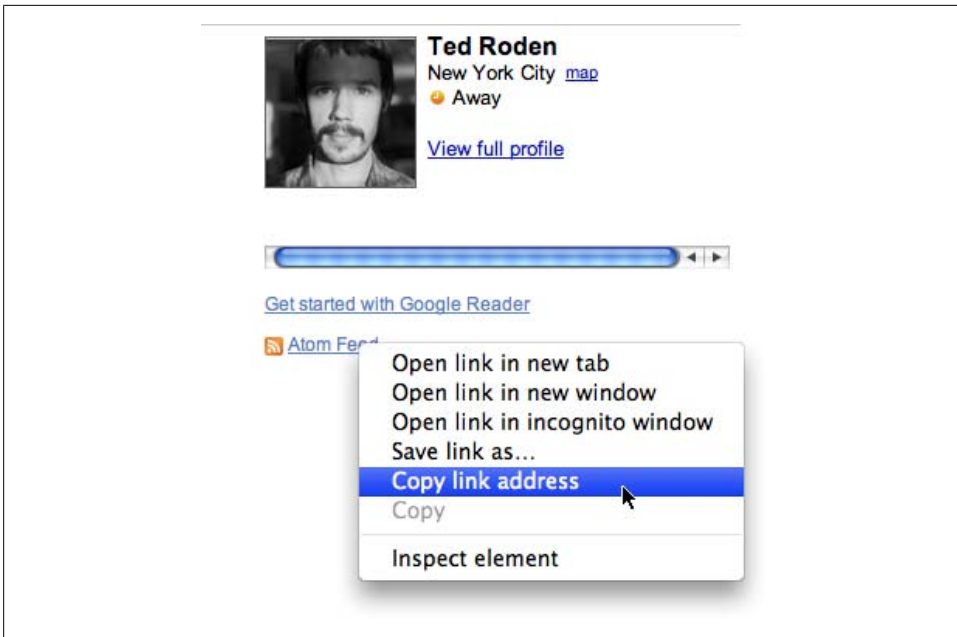 Ted Roden
New York City map
Away
View full profile
Get started with Google Reader
Atom Feed
Open link in new tab
Open link in new window
Open link in incognito window
Save link as...
Copy link address
Copy
Inspect element